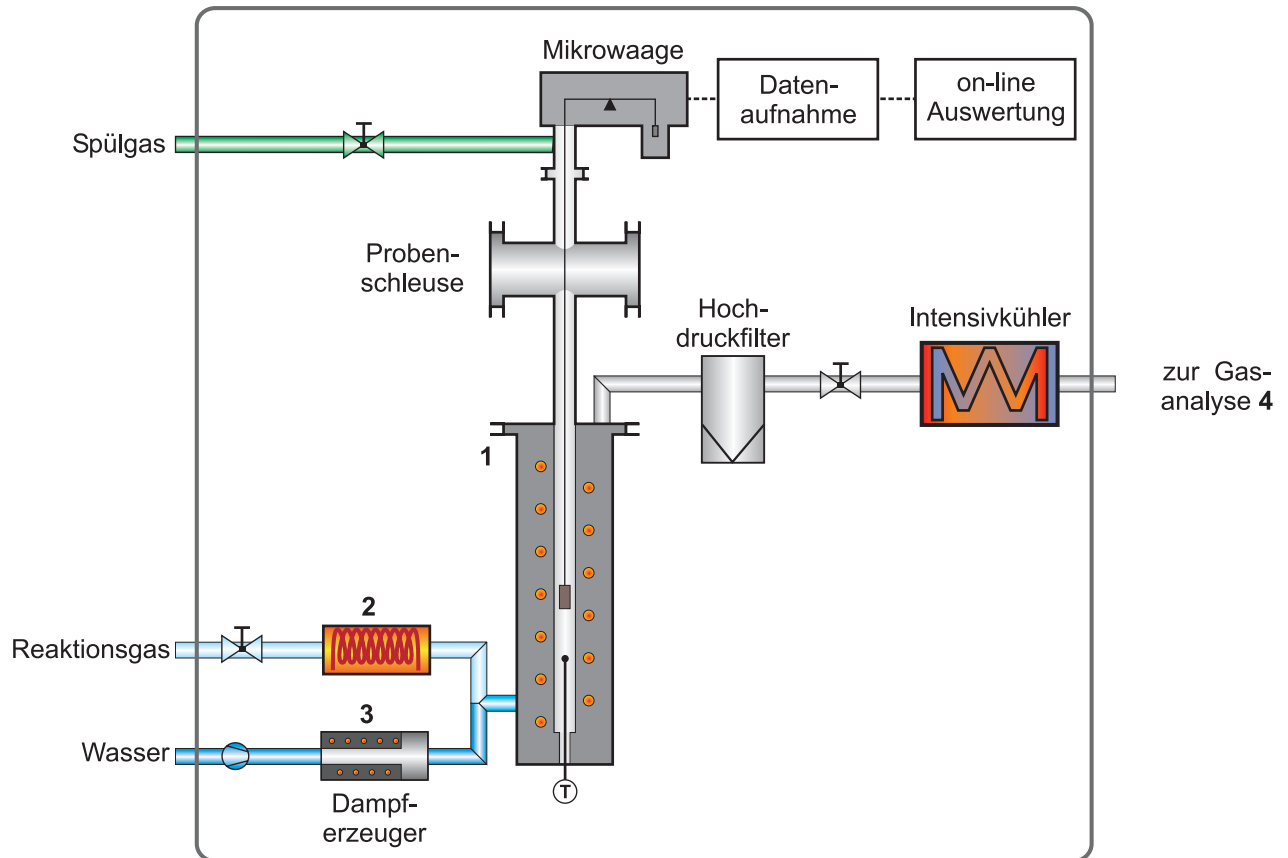 Mikrowaage
Daten-
aufnahme
on-line
Auswertung
Spülgas
Proben-
schleuse
Hoch-
druckfilter
Intensivkühler
zur Gas-
analyse 4
1
2
Reaktionsgas
3
Wasser
Dampf-
erzeuger
T